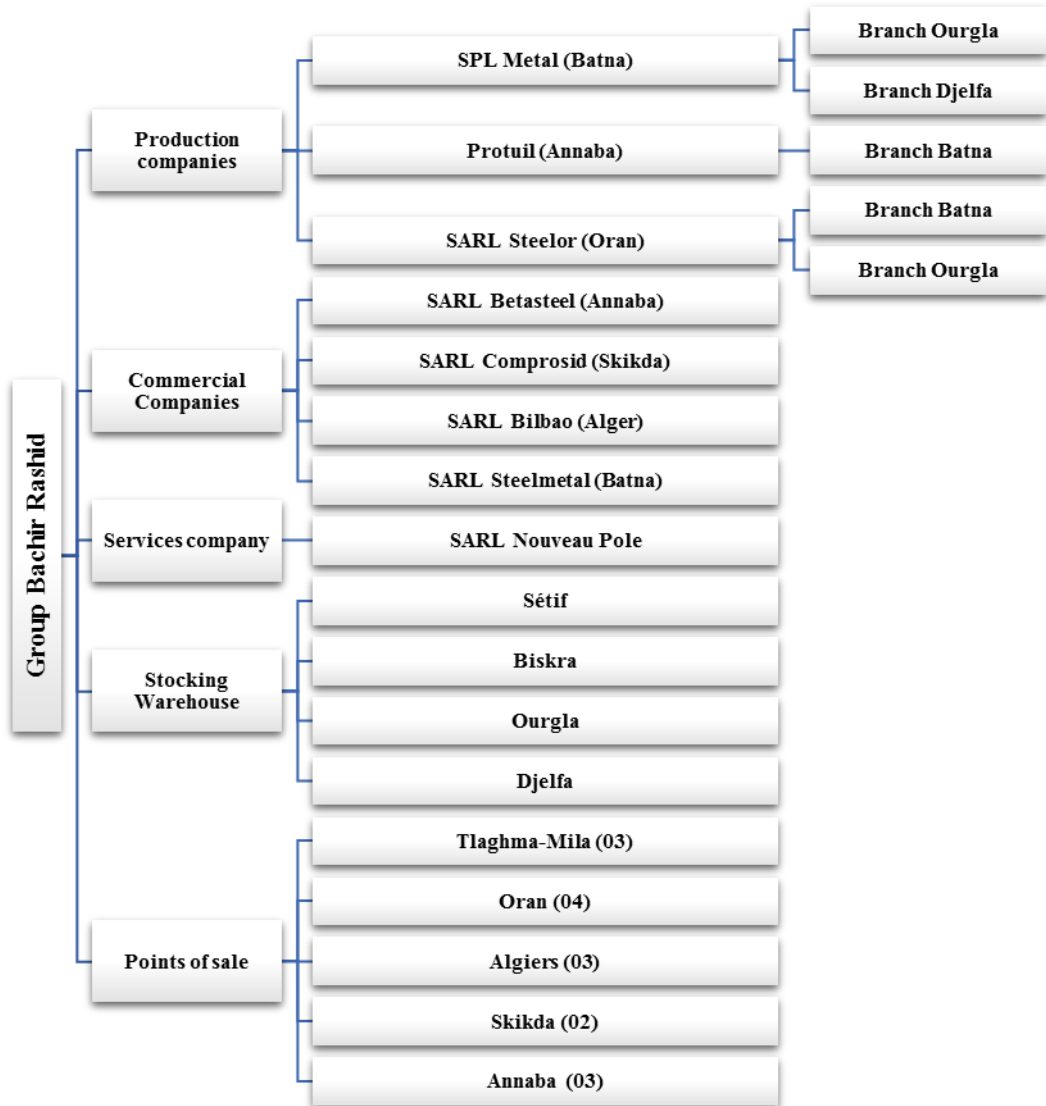 Group Bachir Rashid
Production
companies
SPL Metal (Batna)
Branch Ourgla
Branch Djelfa
Protuil (Annaba)
Branch Batna
SARL Steelor (Oran)
Branch Batna
Branch Ourgla
Commercial
Companies
SARL Betasteel (Annaba)
SARL Comprosid (Skikda)
SARL Bilbao (Alger)
SARL Steelmetal (Batna)
Services company
SARL Nouveau Pole
Stocking
Warehouse
Sétif
Biskra
Ourgla
Djelfa
Points of sale
Tlaghma-Mila (03)
Oran (04)
Algiers (03)
Skikda (02)
Annaba (03)